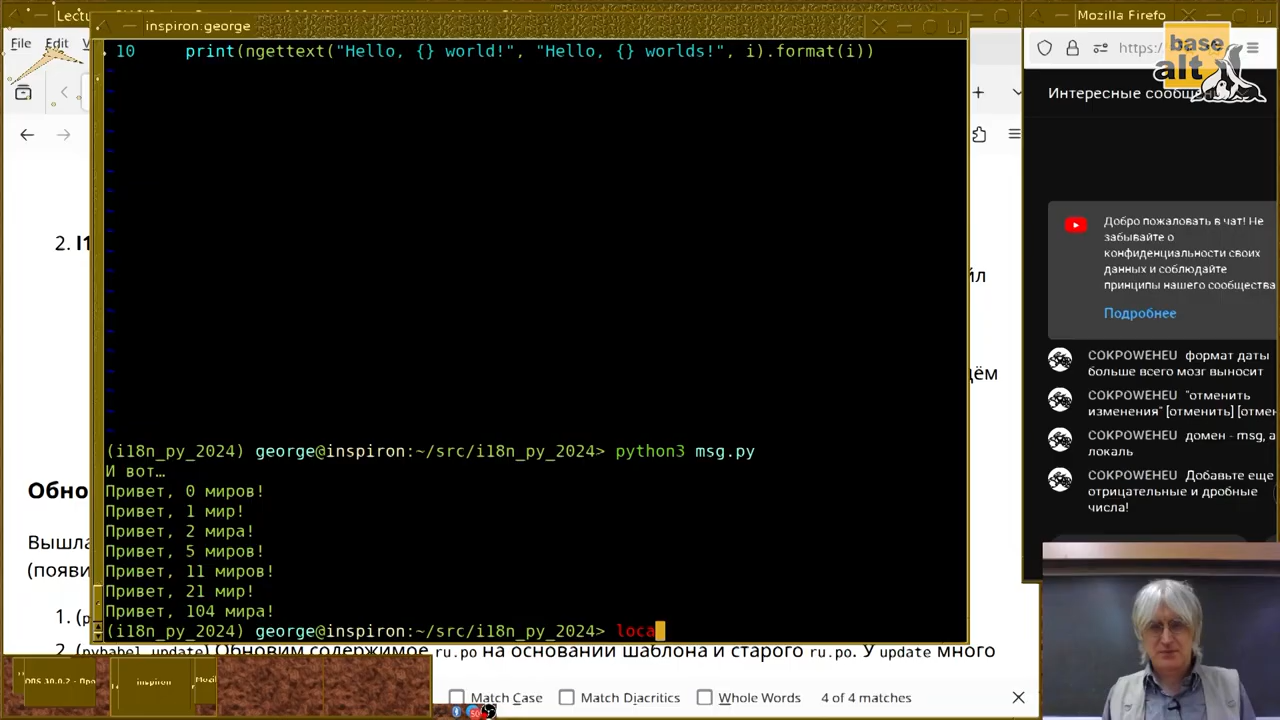 Lectu
inspiron:george
Mozilla Firefo
File Edit
10 print(ngettext("Hello, {} world!", "Hello, {} worlds!", i).format(i))
https:/
base
alt
Интересные сообщен
2. I1
йл
дём
Добро пожаловать в чат! Не
забывайте о
конфиденциальности своих
данных и соблюдайте
принципы нашего сообщества
Подробнее
COKPOWEHEU формат даты
больше всего мозг выносит
COKPOWEHEU "отменить
изменения" [отменить] [отме
COKPOWEHEU домен - msg, а
локаль
COKPOWEHEU Добавьте еще
отрицательные и дробные
числа!
(i18n_py_2024) george@inspiron:~/src/i18n_py_2024> python3 msg.py
И вот…
Привет, 0 миров!
Привет, 1 мир!
Привет, 2 мира!
Привет, 5 миров!
Привет, 11 миров!
Привет, 21 мир!
Привет, 104 мира!
(i18n_py_2024) george@inspiron:~/src/i18n_py_2024> loca
Обно
Вышла
(появи
1. (p
2. (pybabel update) Обновим содержимое ru.po на основании шаблона и старого ru.po. У update много
inspiron
Match Case Match Diacritics Whole Words 4 of 4 matches